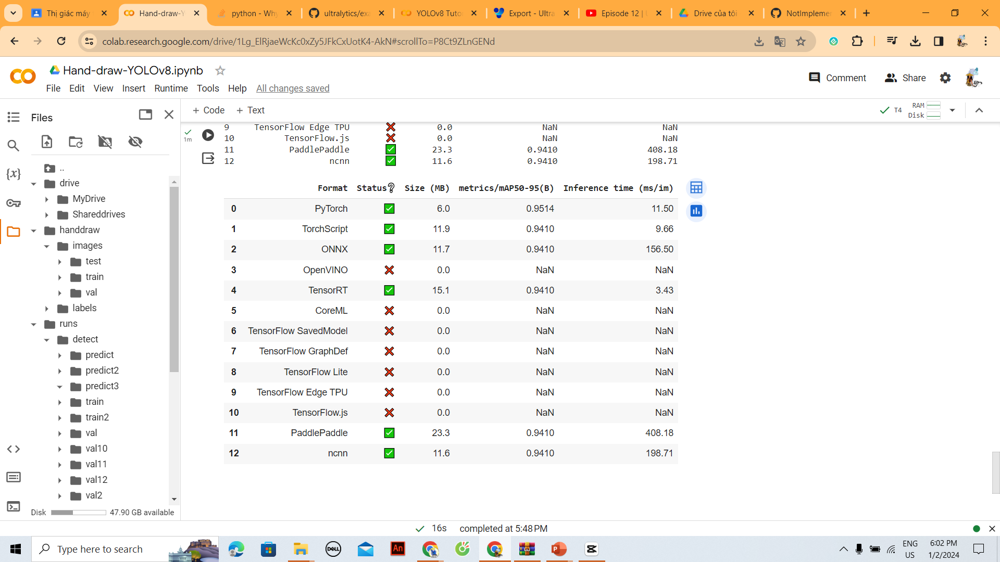 Thị giác máy
Hand-draw-Y
python - Why
ultralytics/exa
YOLOv8 Tuto
Export - Ultra
Episode 12 |
Drive của tôi
NotImplemen
colab.research.google.com/drive/1Lg_ElRjaeWcKc0xZy5JFkCxUotK4-AkN#scrollTo=P8Ct9ZLnGENd
Hand-draw-YOLOv8.ipynb
Comment
Share
File Edit View Insert Runtime Tools Help All changes saved
Files
+ Code + Text
T4 RAM
Disk
..
drive
MyDrive
Shareddrives
handdraw
images
test
train
val
labels
runs
detect
predict
predict2
predict3
train
train2
val
val10
val11
val12
val2
Disk 47.90 GB available
{x}
1m
9 TensorFlow Edge TPU ❌ 0.0 NaN NaN
10 TensorFlow.js ❌ 0.0 NaN NaN
11 PaddlePaddle ✅ 23.3 0.9410 408.18
12 ncnn ✅ 11.6 0.9410 198.71
Format Status❔ Size (MB) metrics/mAP50-95(B) Inference time (ms/im)
0 PyTorch ✅ 6.0 0.9514 11.50
1 TorchScript ✅ 11.9 0.9410 9.66
2 ONNX ✅ 11.7 0.9410 156.50
3 OpenVINO ❌ 0.0 NaN NaN
4 TensorRT ✅ 15.1 0.9410 3.43
5 CoreML ❌ 0.0 NaN NaN
6 TensorFlow SavedModel ❌ 0.0 NaN NaN
7 TensorFlow GraphDef ❌ 0.0 NaN NaN
8 TensorFlow Lite ❌ 0.0 NaN NaN
9 TensorFlow Edge TPU ❌ 0.0 NaN NaN
10 TensorFlow.js ❌ 0.0 NaN NaN
11 PaddlePaddle ✅ 23.3 0.9410 408.18
12 ncnn ✅ 11.6 0.9410 198.71
16s completed at 5:48 PM
Type here to search
DELL
An
P
ENG
US
6:02 PM
1/2/2024